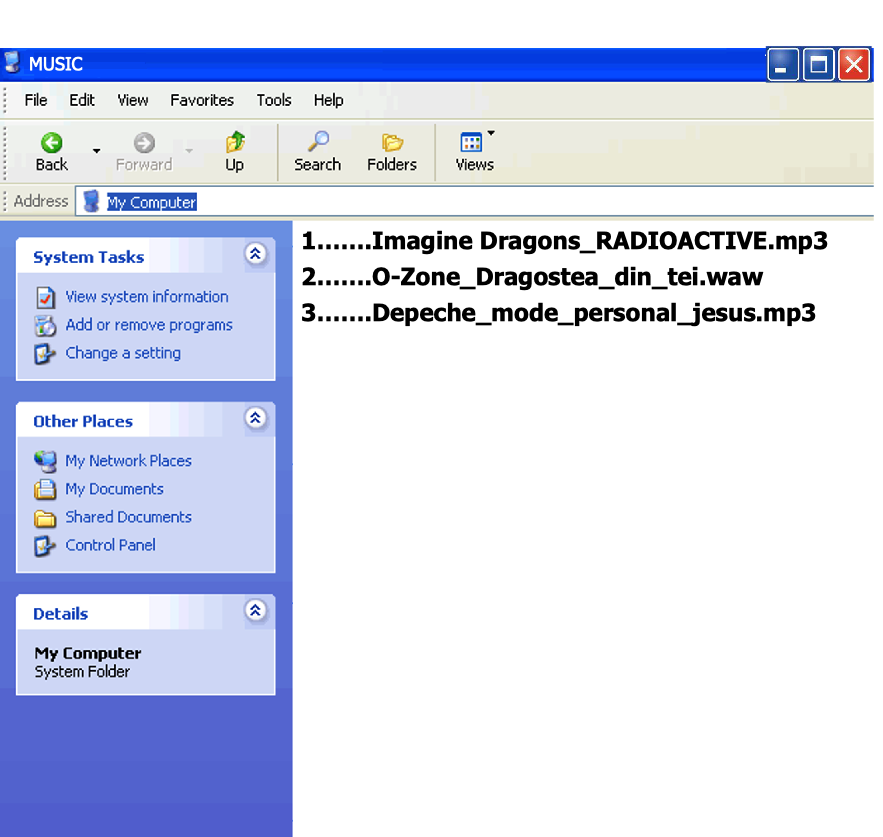 MUSIC
File Edit View Favorites Tools Help
Back Forward Up Search Folders Views
Address My Computer
System Tasks
View system information
Add or remove programs
Change a setting
Other Places
My Network Places
My Documents
Shared Documents
Control Panel
Details
My Computer
System Folder
1.......Imagine Dragons_RADIOACTIVE.mp3
2.......O-Zone_Dragostea_din_tei.waw
3.......Depeche_mode_personal_jesus.mp3